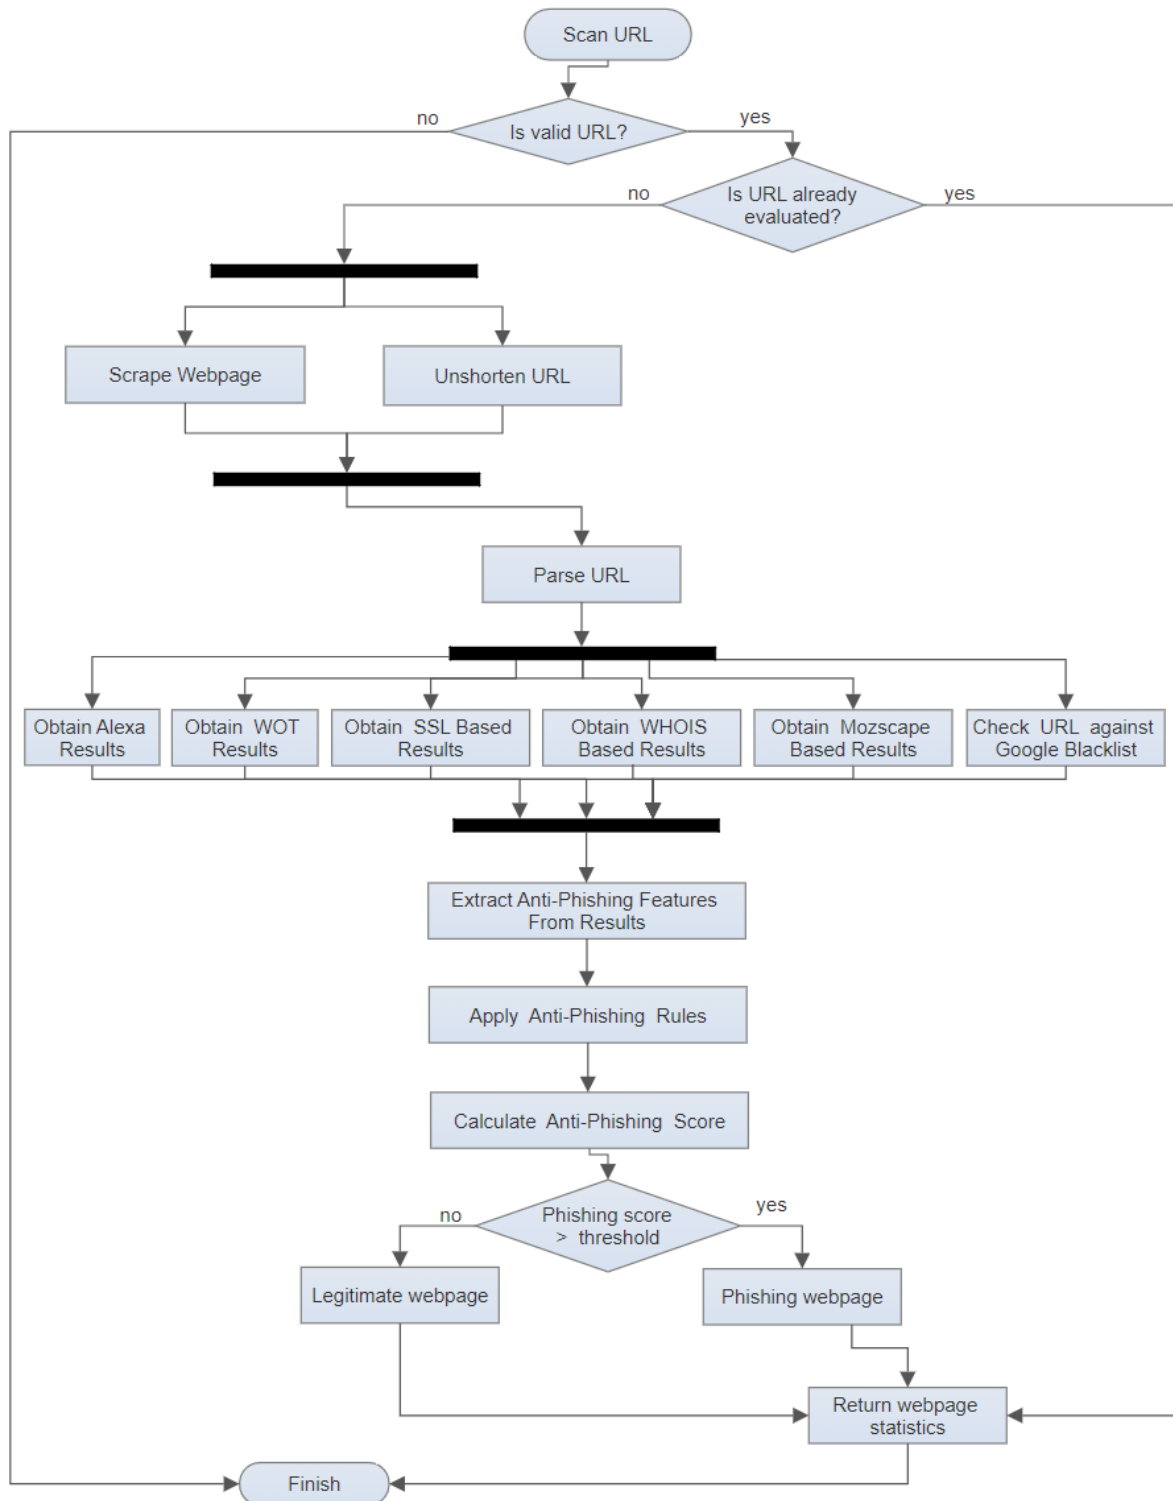 Scan URL
no
Is valid URL?
yes
no
Is URL already
evaluated?
yes
Scrape Webpage
Unshorten URL
Parse URL
Obtain Alexa
Results
Obtain WOT
Results
Obtain SSL Based
Results
Obtain WHOIS
Based Results
Obtain Mozscape
Based Results
Check URL against
Google Blacklist
Extract Anti-Phishing Features
From Results
Apply Anti-Phishing Rules
Calculate Anti-Phishing Score
no
Phishing score
> threshold
yes
Legitimate webpage
Phishing webpage
Return webpage
statistics
Finish